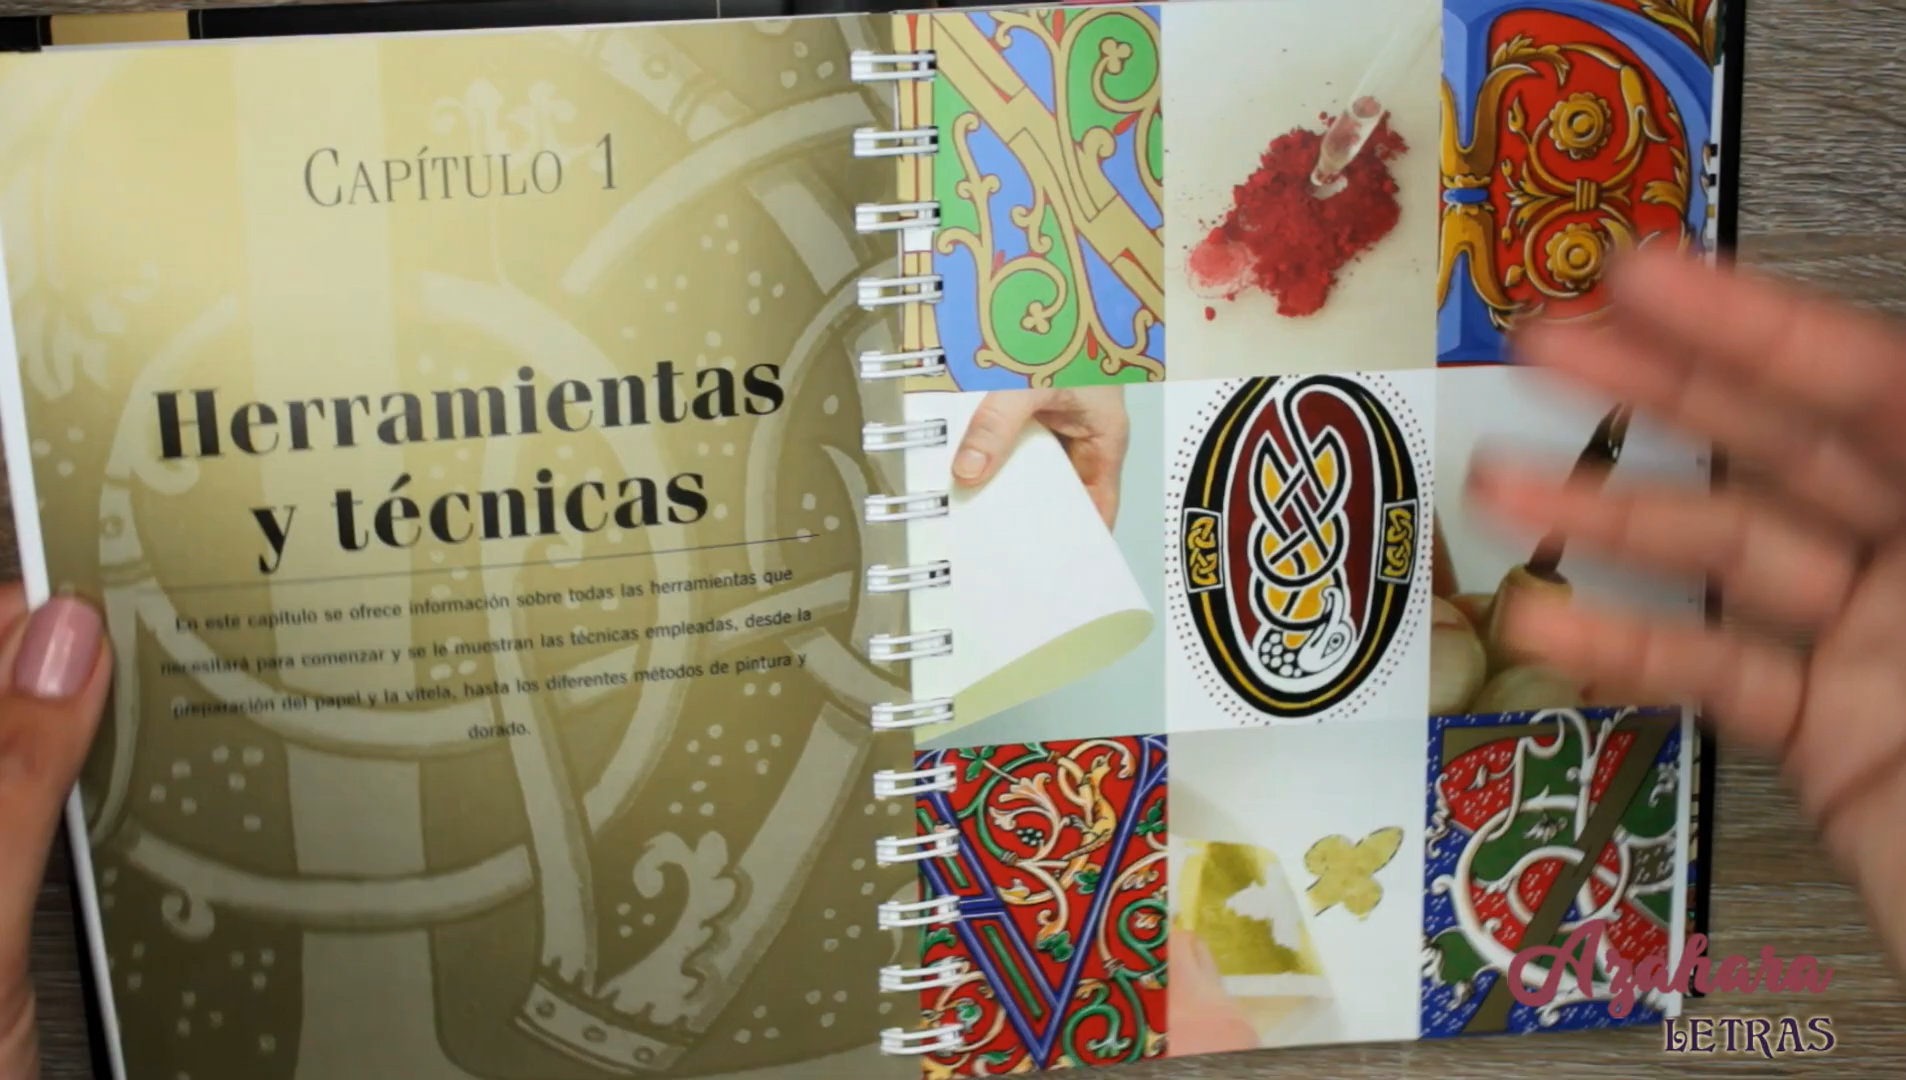 CAPÍTULO 1
Herramientas
y técnicas
En este capítulo se ofrece información sobre todas las herramientas que
necesitará para comenzar y se le muestran las técnicas empleadas, desde la
preparación del papel y la vitela, hasta los diferentes métodos de pintura y
dorado.
Azahara
LETRAS